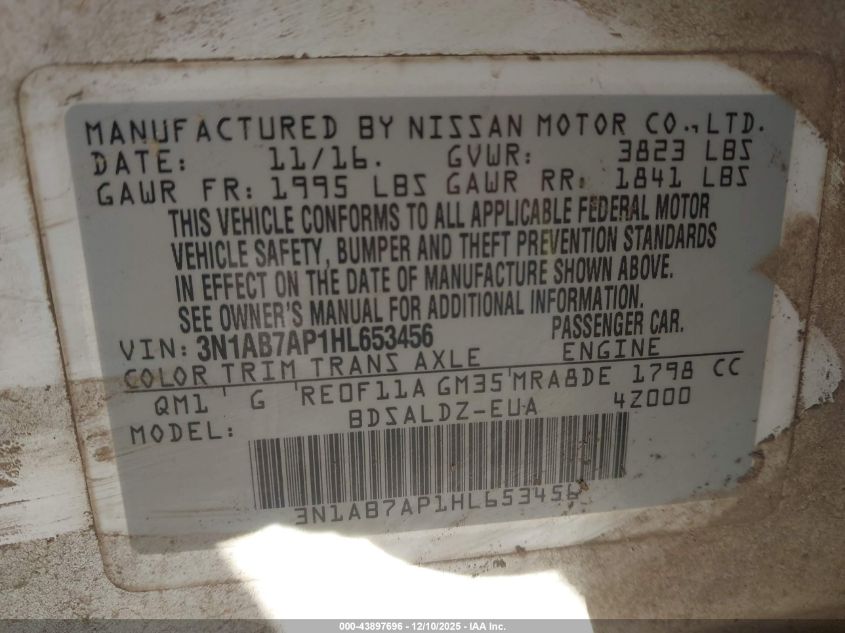 MANUFACTURED BY NISSAN MOTOR CO., LTD.
DATE: 11/16. GVWR: 3823 LBS
GAWR FR: 1995 LBS GAWR RR: 1841 LBS
THIS VEHICLE CONFORMS TO ALL APPLICABLE FEDERAL MOTOR
VEHICLE SAFETY, BUMPER AND THEFT PREVENTION STANDARDS
IN EFFECT ON THE DATE OF MANUFACTURE SHOWN ABOVE.
SEE OWNER'S MANUAL FOR ADDITIONAL INFORMATION.
VIN: 3N1AB7AP1HL653456 PASSENGER CAR.
COLOR TRIM TRANS AXLE ENGINE
QM1 G RE0F11A GM35 MRA8DE 1798 CC
MODEL: BDSALDZ-EUA 4Z000
3N1AB7AP1HL653456
000-43897696 - 12/10/2025 - IAA Inc.